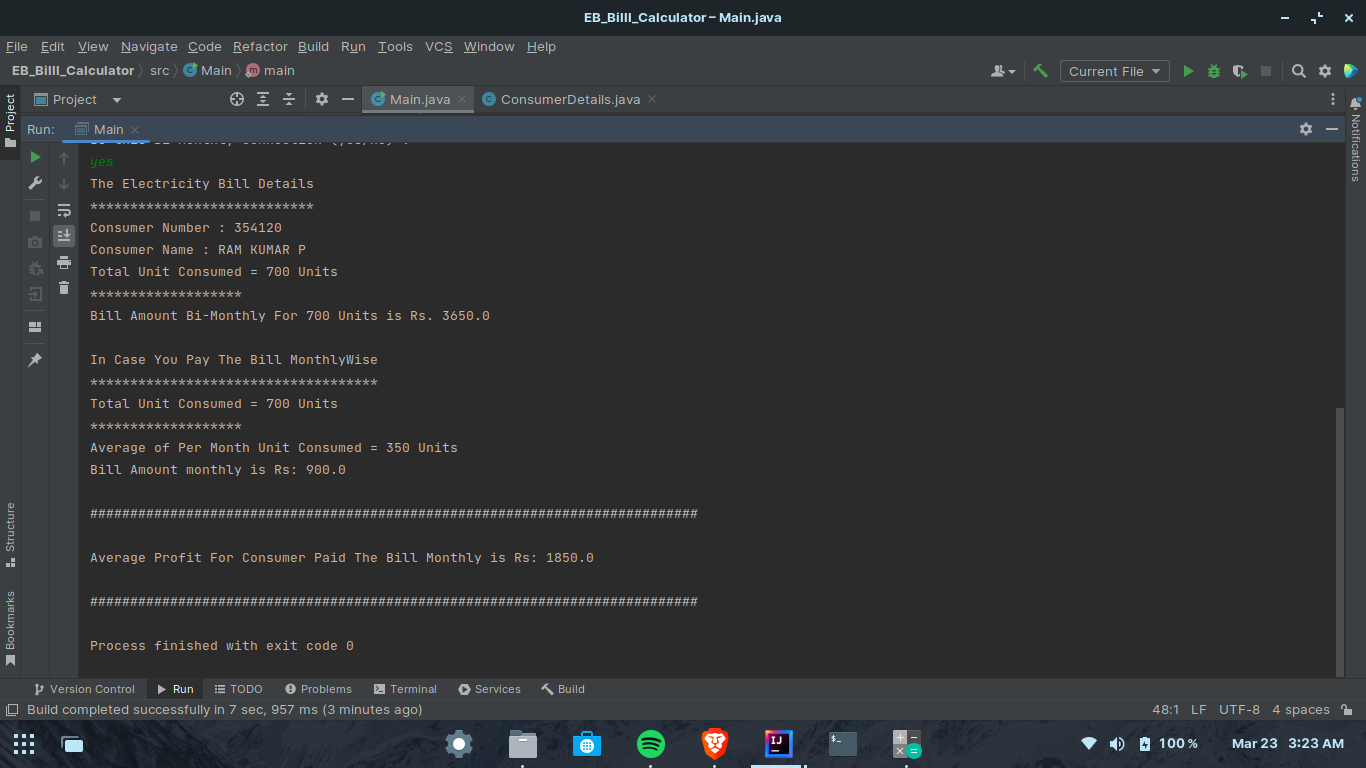 EB_Billl_Calculator – Main.java
File Edit View Navigate Code Refactor Build Run Tools VCS Window Help
EB_Billl_Calculator src Main main
Current File
Project
Main.java
ConsumerDetails.java
Project
Notifications
Run: Main
yes
The Electricity Bill Details
****************************
Consumer Number : 354120
Consumer Name : RAM KUMAR P
Total Unit Consumed = 700 Units
*******************
Bill Amount Bi-Monthly For 700 Units is Rs. 3650.0
In Case You Pay The Bill MonthlyWise
************************************
Total Unit Consumed = 700 Units
*******************
Average of Per Month Unit Consumed = 350 Units
Bill Amount monthly is Rs: 900.0
############################################################################
Average Profit For Consumer Paid The Bill Monthly is Rs: 1850.0
############################################################################
Process finished with exit code 0
Structure
Bookmarks
Version Control Run TODO Problems Terminal Services Build
Build completed successfully in 7 sec, 957 ms (3 minutes ago)
48:1 LF UTF-8 4 spaces
100 % Mar 23 3:23 AM